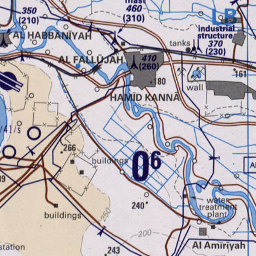 mast
460
(310)
350
(210)
AL HABBANIYAH
industrial
structure
tanks
370
(230)
AL FALLUJAH
410
(260)
180
161
wall
HAMID KANNA
266
buildings
0⁶
240
water
treatment
plant
buildings
200
243
Al Amiriyah
station